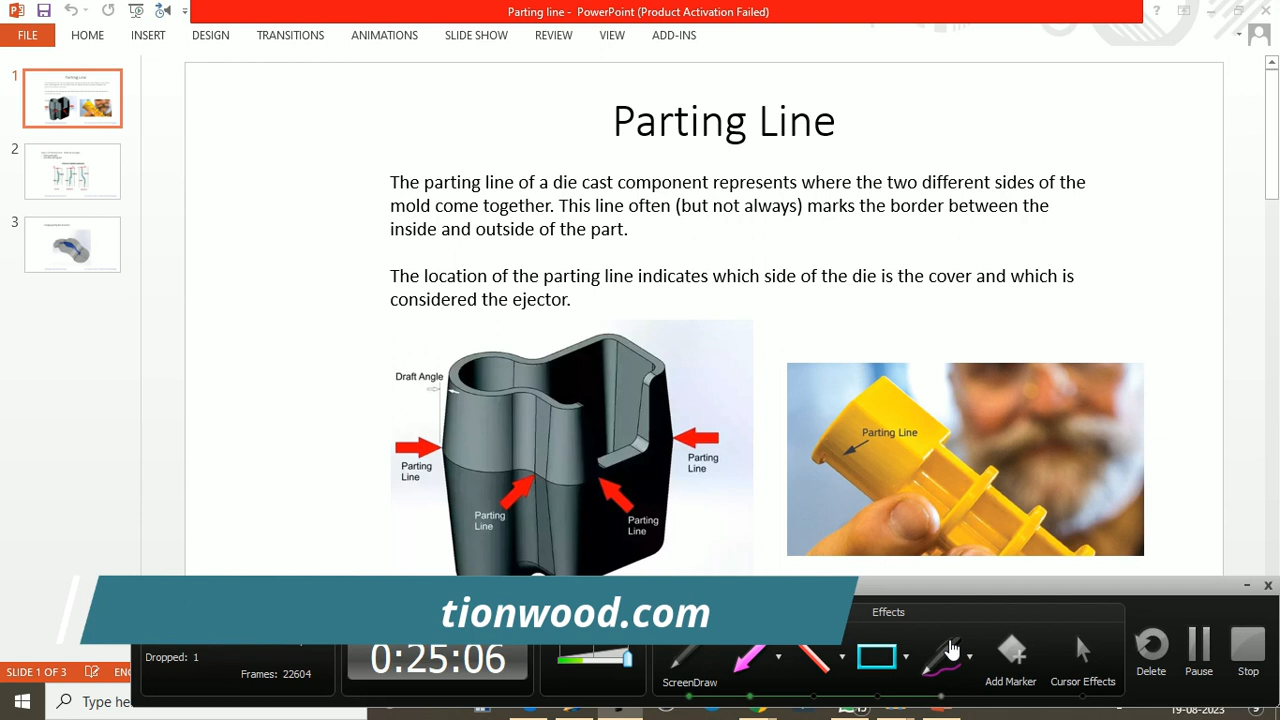 Parting line - PowerPoint (Product Activation Failed)
FILE HOME INSERT DESIGN TRANSITIONS ANIMATIONS SLIDE SHOW REVIEW VIEW ADD-INS
1
2
3
Parting Line
The parting line of a die cast component represents where the two different sides of the
mold come together. This line often (but not always) marks the border between the
inside and outside of the part.
The location of the parting line indicates which side of the die is the cover and which is
considered the ejector.
Draft Angle
Parting
Line
Parting
Line
Parting
Line
Parting
Line
Parting Line
tionwood.com
Effects
Dropped: 1
Frames: 22604
0:25:06
ScreenDraw
Add Marker
Cursor Effects
Delete
Pause
Stop
SLIDE 1 OF 3
Type he
19-08-2023